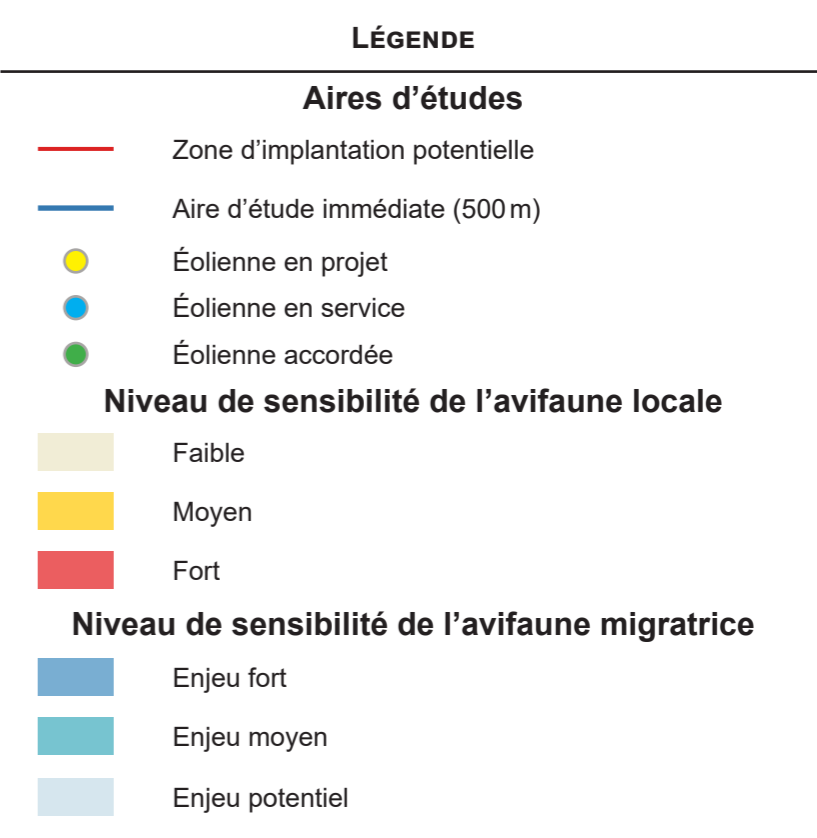 LÉGENDE
Aires d’études
Zone d’implantation potentielle
Aire d’étude immédiate (500 m)
Éolienne en projet
Éolienne en service
Éolienne accordée
Niveau de sensibilité de l’avifaune locale
Faible
Moyen
Fort
Niveau de sensibilité de l’avifaune migratrice
Enjeu fort
Enjeu moyen
Enjeu potentiel